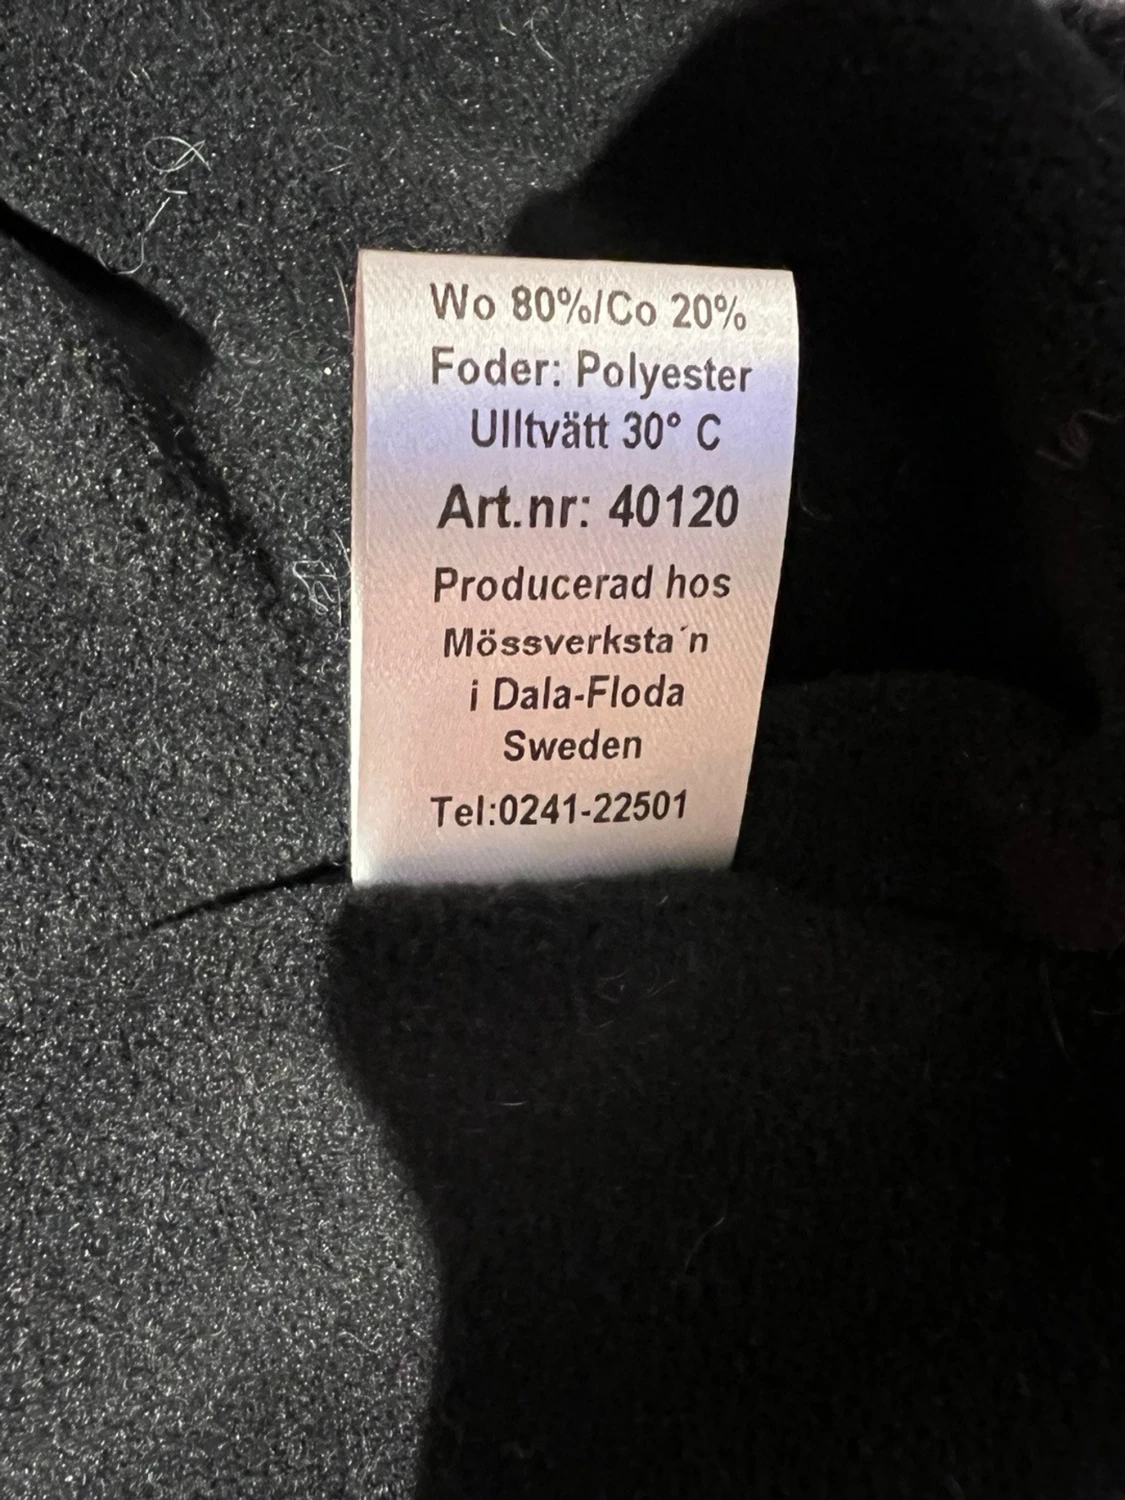 Wo 80%/Co 20%
Foder: Polyester
Ulltvätt 30° C
Art.nr: 40120
Producerad hos
Mössverksta´n
i Dala-Floda
Sweden
Tel:0241-22501